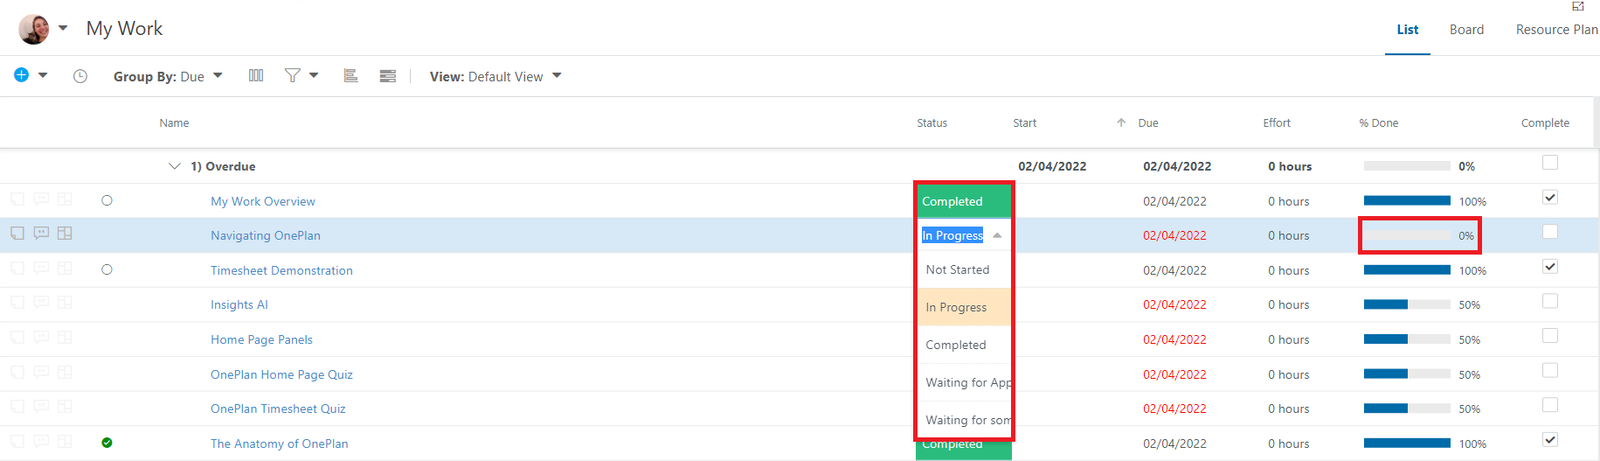 My Work
List Board Resource Plan
Group By: Due View: Default View
Name Status Start Due Effort % Done Complete
1) Overdue 02/04/2022 02/04/2022 0 hours 0%
My Work Overview Completed 02/04/2022 0 hours 100%
Navigating OnePlan In Progress 02/04/2022 0 hours 0%
Timesheet Demonstration Not Started 02/04/2022 0 hours 100%
Insights AI In Progress 02/04/2022 0 hours 50%
Home Page Panels Completed 02/04/2022 0 hours 50%
OnePlan Home Page Quiz Waiting for App 02/04/2022 0 hours 50%
OnePlan Timesheet Quiz Waiting for som 02/04/2022 0 hours 50%
The Anatomy of OnePlan Completed 02/04/2022 0 hours 100%